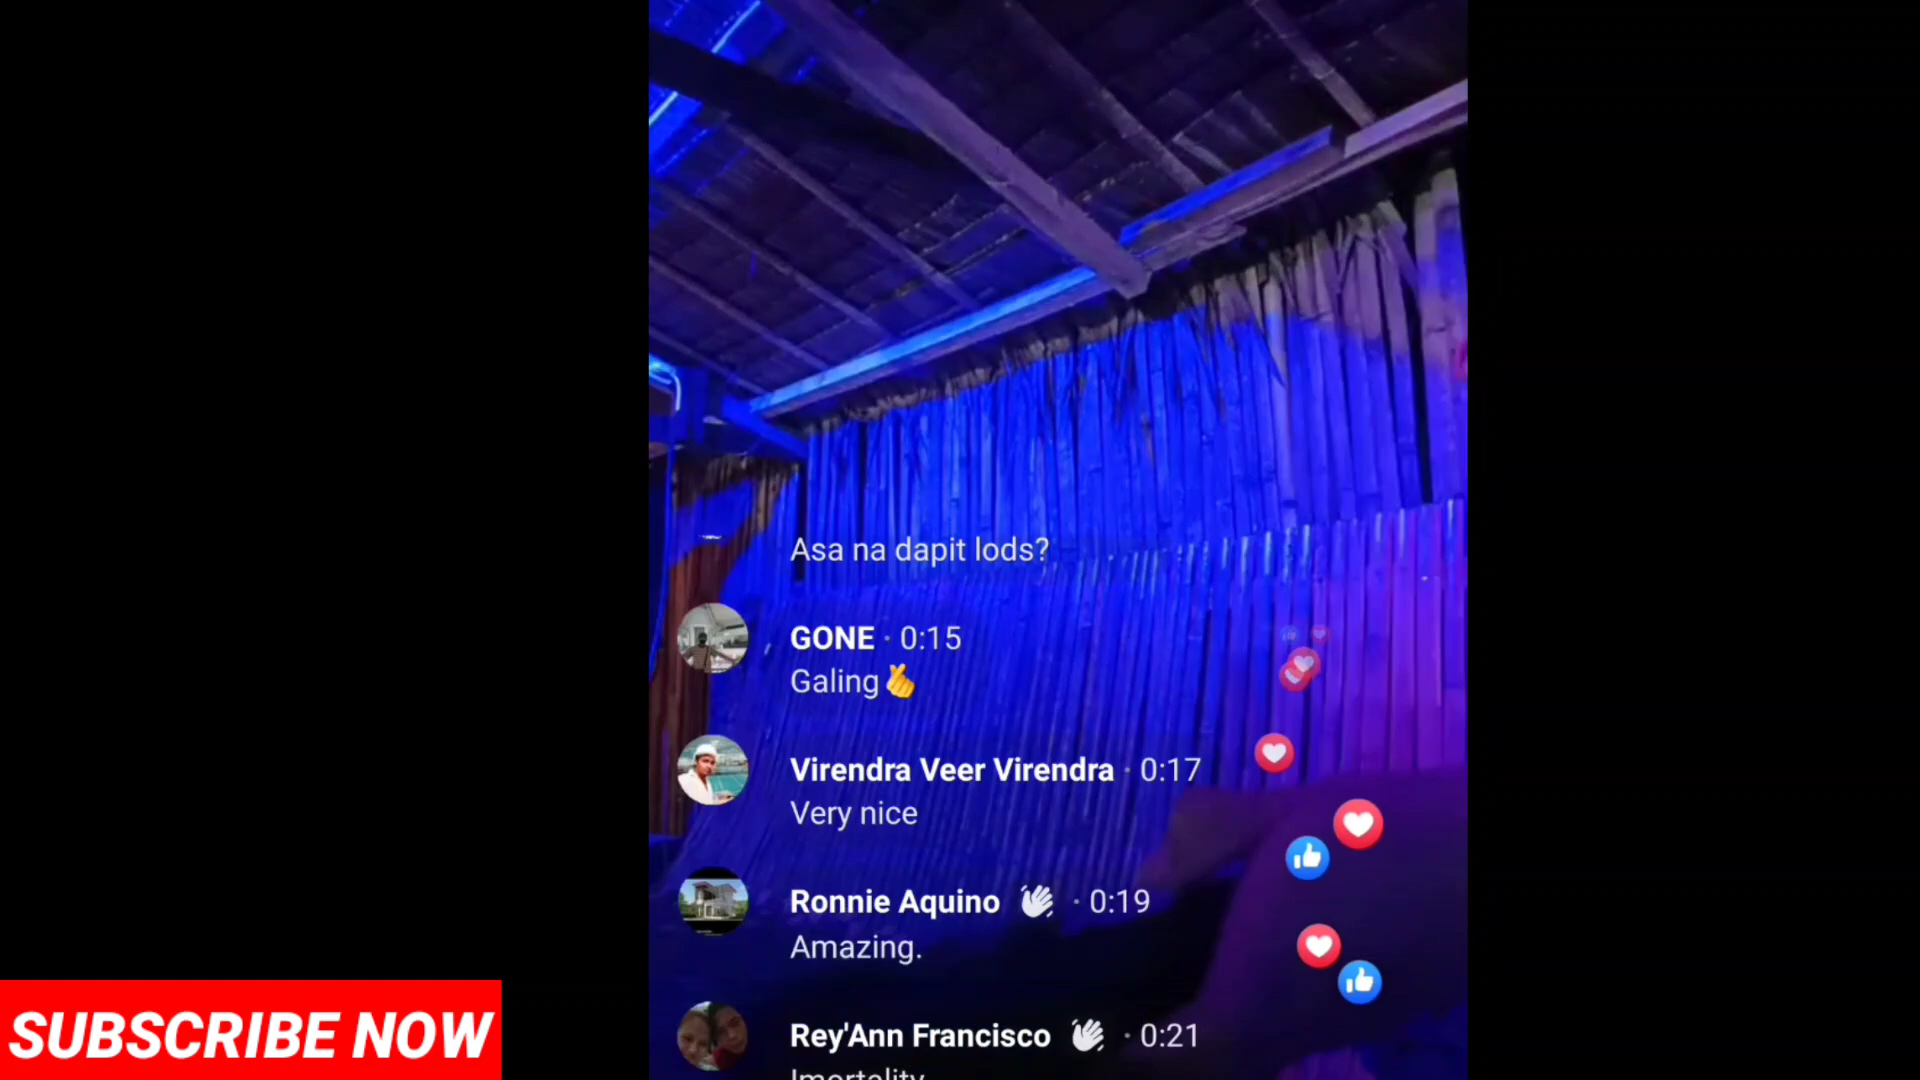 Asa na dapit lods?
GONE · 0:15
Galing🫰
Virendra Veer Virendra · 0:17
Very nice
Ronnie Aquino 👋 · 0:19
Amazing.
Rey'Ann Francisco 👋 · 0:21
Imortality
SUBSCRIBE NOW